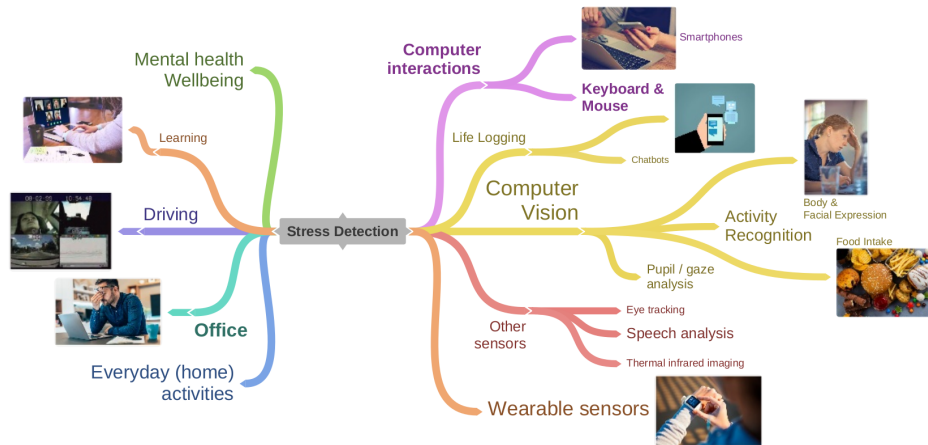 Mental health
Wellbeing
Learning
Driving
Office
Everyday (home)
activities
Stress Detection
Computer
interactions
Smartphones
Keyboard &
Mouse
Life Logging
Chatbots
Computer
Vision
Body &
Facial Expression
Activity
Recognition
Food Intake
Pupil / gaze
analysis
Other
sensors
Eye tracking
Speech analysis
Thermal infrared imaging
Wearable sensors